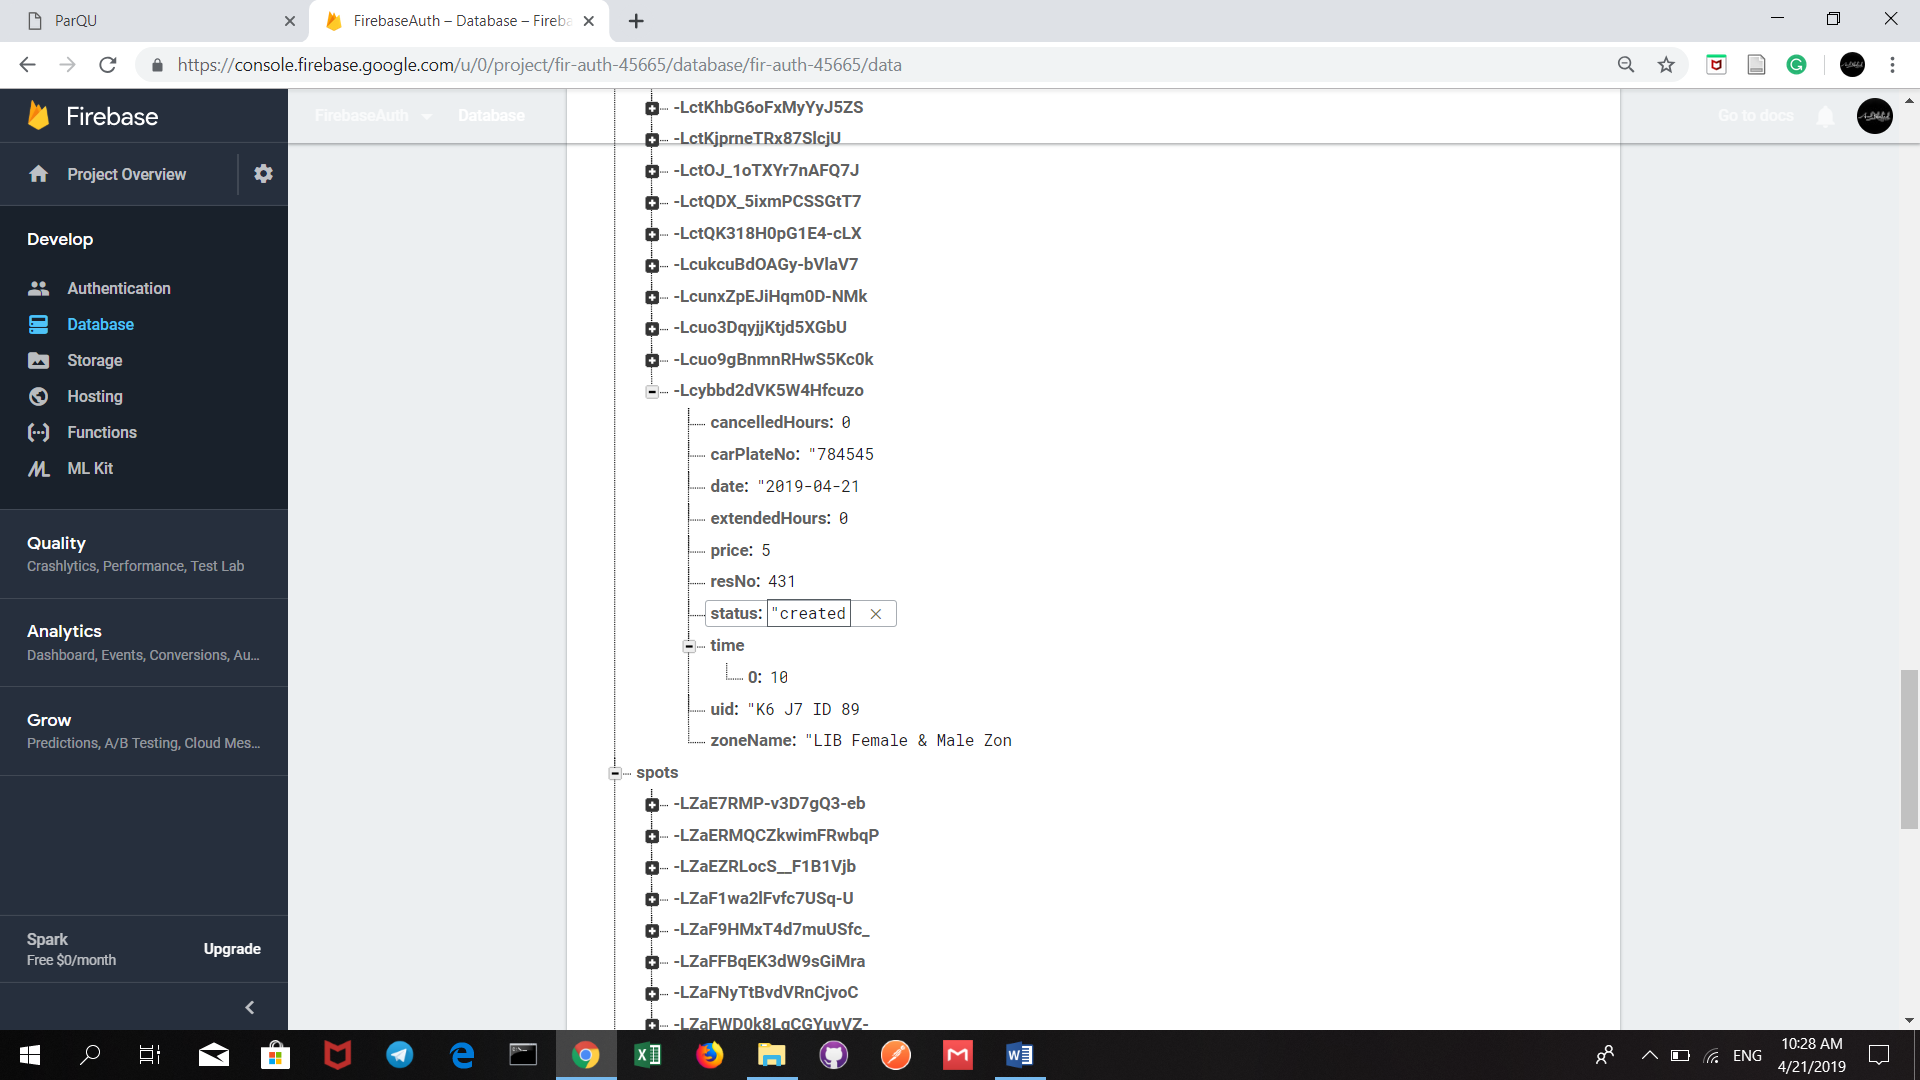 ParQU
FirebaseAuth – Database – Fireba
https://console.firebase.google.com/u/0/project/fir-auth-45665/database/fir-auth-45665/data
Firebase
FirebaseAuth
Database
Go to docs
Project Overview
Develop
Authentication
Database
Storage
Hosting
Functions
ML Kit
Quality
Crashlytics, Performance, Test Lab
Analytics
Dashboard, Events, Conversions, Au...
Grow
Predictions, A/B Testing, Cloud Mes...
Spark
Free $0/month
Upgrade
-LctKhbG6oFxMyYyJ5ZS
-LctKjprneTRx87SlcjU
-LctOJ_1oTXYr7nAFQ7J
-LctQDX_5ixmPCSSGtT7
-LctQK318H0pG1E4-cLX
-LcukcuBdOAGy-bVlaV7
-LcunxZpEJiHqm0D-NMk
-Lcuo3DqyjjKtjd5XGbU
-Lcuo9gBnmnRHwS5Kc0k
-Lcybbd2dVK5W4Hfcuzo
cancelledHours: 0
carPlateNo: "784545
date: "2019-04-21
extendedHours: 0
price: 5
resNo: 431
status: "created
time
0: 10
uid: "K6 J7 ID 89
zoneName: "LIB Female & Male Zon
spots
-LZaE7RMP-v3D7gQ3-eb
-LZaERMQCZkwimFRwbqP
-LZaEZRLocS__F1B1Vjb
-LZaF1wa2lFvfc7USq-U
-LZaF9HMxT4d7muUSfc_
-LZaFFBqEK3dW9sGiMra
-LZaFNyTtBvdVRnCjvoC
-LZaFWD0k8LgCGYuyVZ-
ENG
10:28 AM
4/21/2019